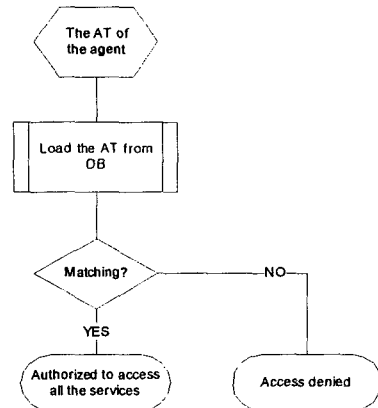 The AT of
the agent
Load the AT from
DB
Matching?
NO
YES
Authorized to access
all the services
Access denied